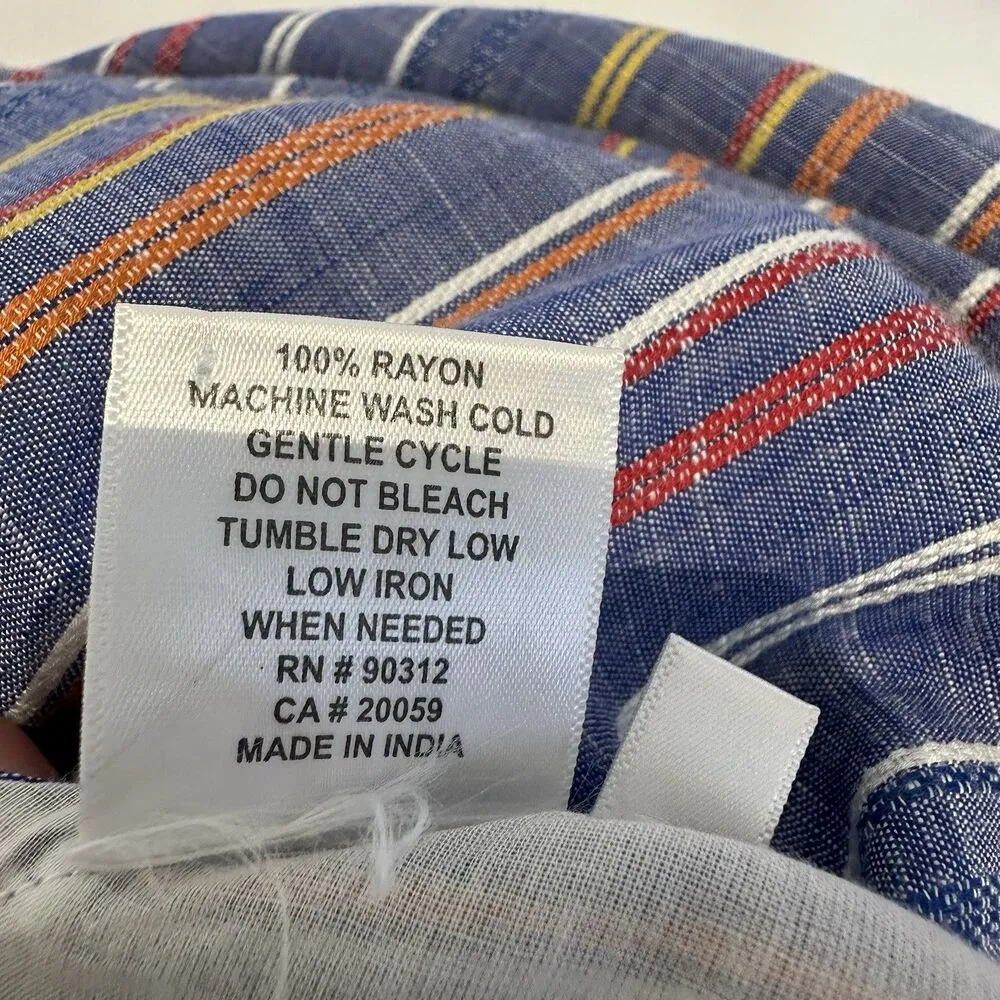 100% RAYON
MACHINE WASH COLD
GENTLE CYCLE
DO NOT BLEACH
TUMBLE DRY LOW
LOW IRON
WHEN NEEDED
RN # 90312
CA # 20059
MADE IN INDIA